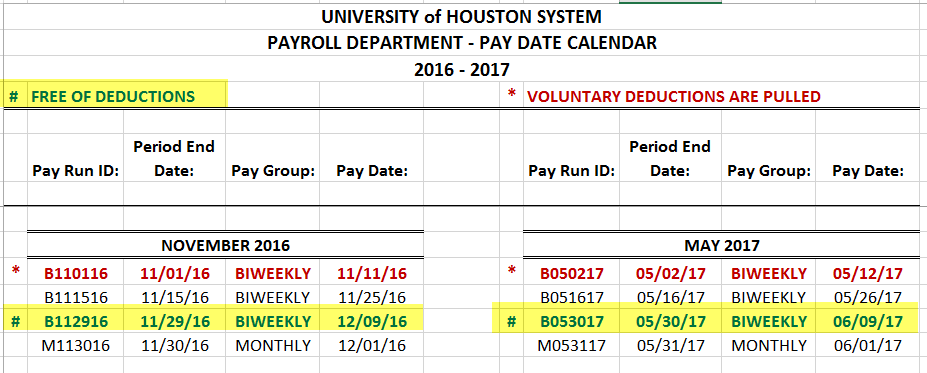 UNIVERSITY of HOUSTON SYSTEM
PAYROLL DEPARTMENT - PAY DATE CALENDAR
2016 - 2017
# FREE OF DEDUCTIONS * VOLUNTARY DEDUCTIONS ARE PULLED
Period End Period End
Pay Run ID: Date: Pay Group: Pay Date: Pay Run ID: Date: Pay Group: Pay Date:
NOVEMBER 2016 MAY 2017
* B110116 11/01/16 BIWEEKLY 11/11/16 * B050217 05/02/17 BIWEEKLY 05/12/17
B111516 11/15/16 BIWEEKLY 11/25/16 B051617 05/16/17 BIWEEKLY 05/26/17
# B112916 11/29/16 BIWEEKLY 12/09/16 # B053017 05/30/17 BIWEEKLY 06/09/17
M113016 11/30/16 MONTHLY 12/01/16 M053117 05/31/17 MONTHLY 06/01/17